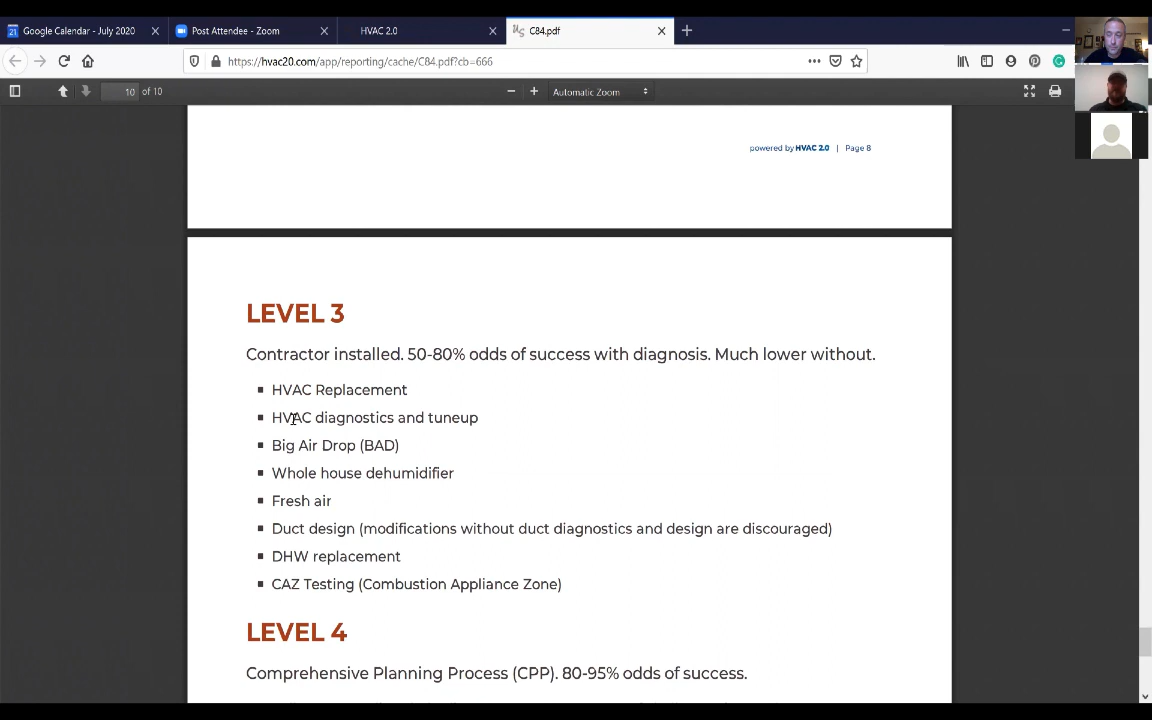 Google Calendar - July 2020
Post Attendee - Zoom
HVAC 2.0
C84.pdf
https://hvac20.com/app/reporting/cache/C84.pdf?cb=666
10 of 10
Automatic Zoom
powered by HVAC 2.0 | Page 8
LEVEL 3
Contractor installed. 50-80% odds of success with diagnosis. Much lower without.
HVAC Replacement
HVAC diagnostics and tuneup
Big Air Drop (BAD)
Whole house dehumidifier
Fresh air
Duct design (modifications without duct diagnostics and design are discouraged)
DHW replacement
CAZ Testing (Combustion Appliance Zone)
LEVEL 4
Comprehensive Planning Process (CPP). 80-95% odds of success.